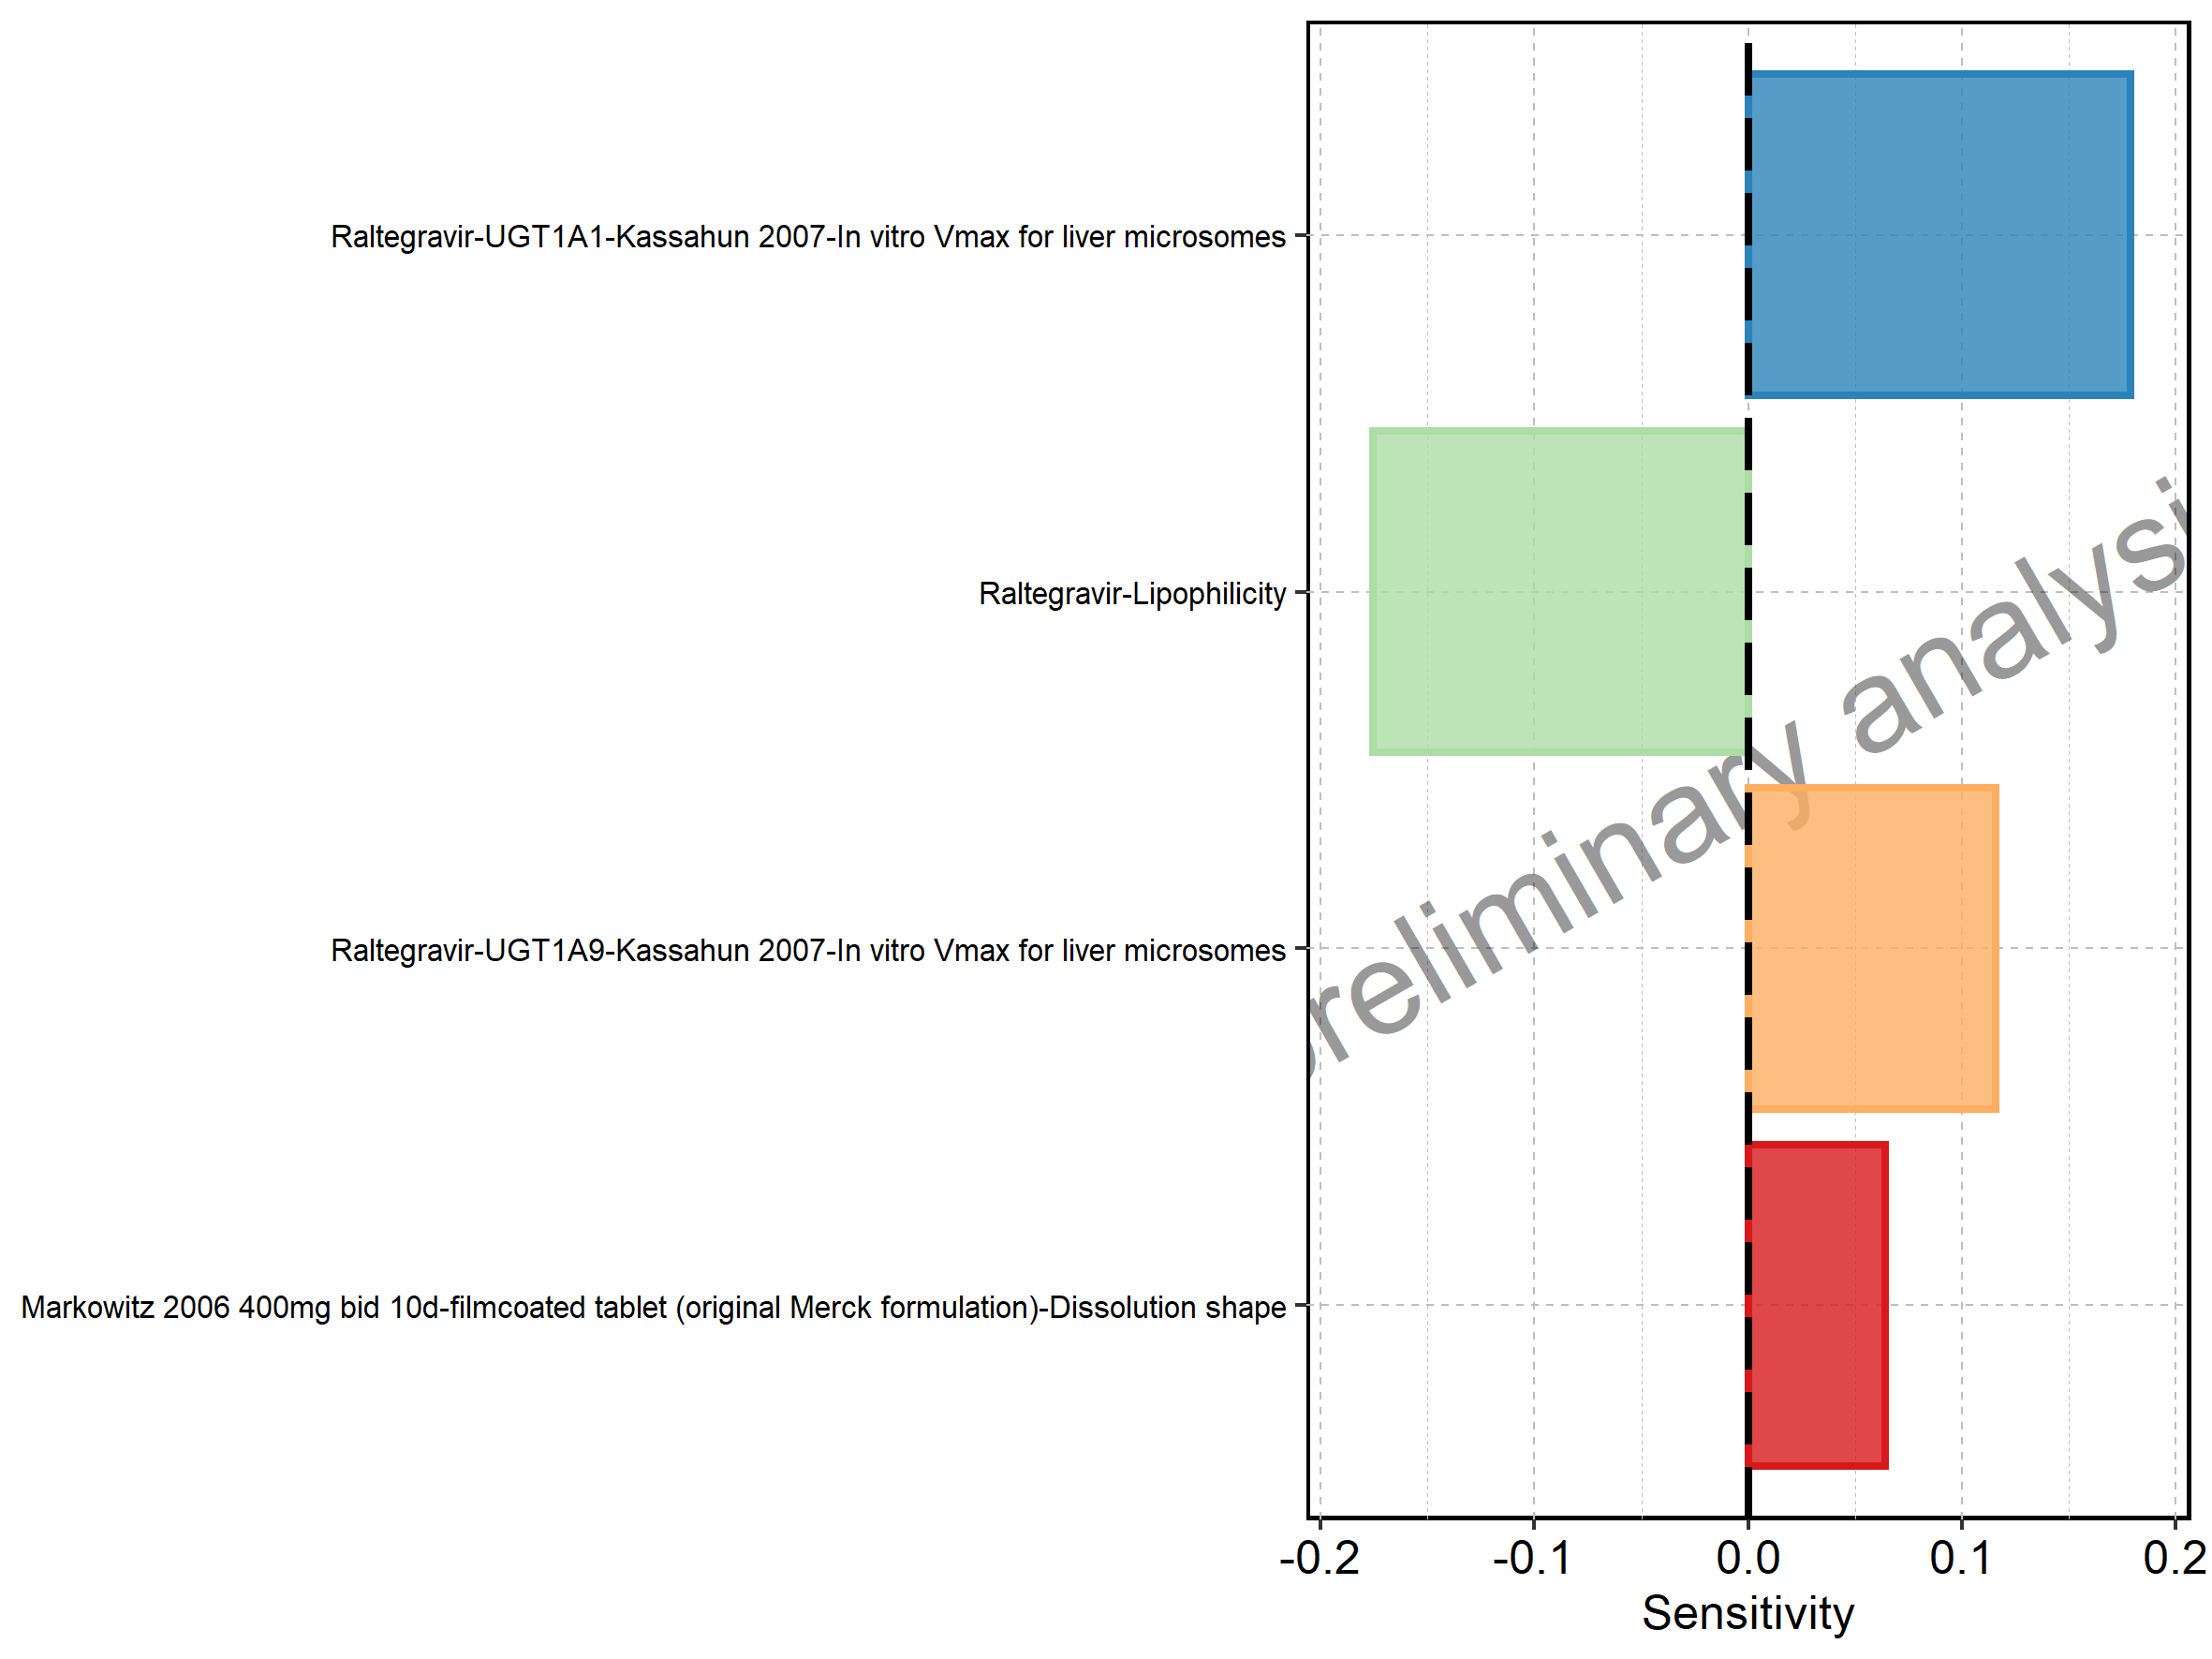 Raltegravir-UGT1A1-Kassahun 2007-In vitro Vmax for liver microsomes
Raltegravir-Lipophilicity
Raltegravir-UGT1A9-Kassahun 2007-In vitro Vmax for liver microsomes
Markowitz 2006 400mg bid 10d-filmcoated tablet (original Merck formulation)-Dissolution shape
preliminary analysi
-0.2 -0.1 0.0 0.1 0.2
Sensitivity